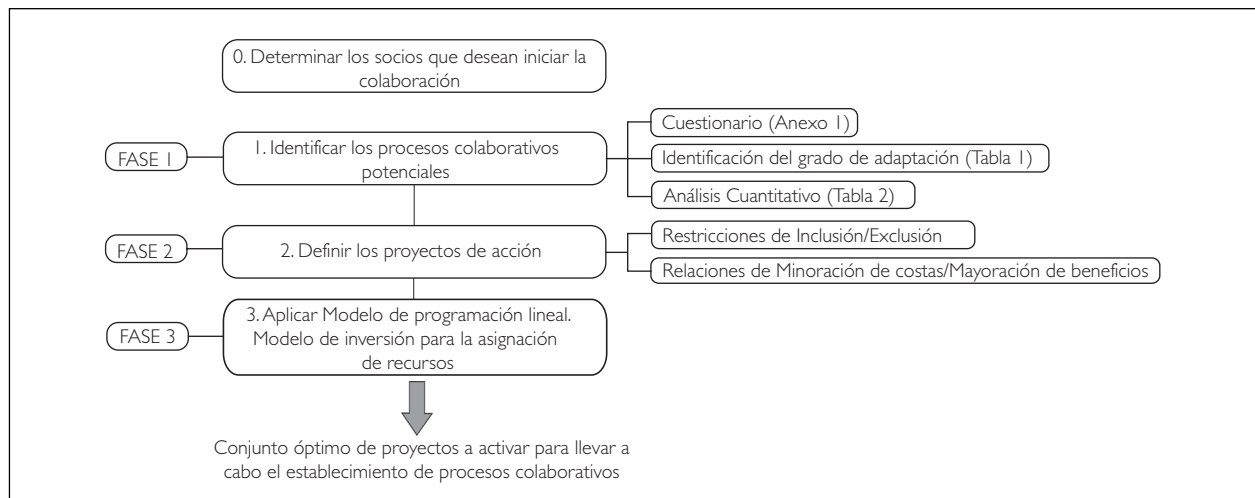 0. Determinar los socios que desean iniciar la
colaboración
FASE 1
1. Identificar los procesos colaborativos
potenciales
Cuestionario (Anexo 1)
Identificación del grado de adaptación (Tabla 1)
Análisis Cuantitativo (Tabla 2)
FASE 2
2. Definir los proyectos de acción
Restricciones de Inclusión/Exclusión
Relaciones de Minoración de costas/Mayoración de beneficios
FASE 3
3. Aplicar Modelo de programación lineal.
Modelo de inversión para la asignación
de recursos
Conjunto óptimo de proyectos a activar para llevar a
cabo el establecimiento de procesos colaborativos